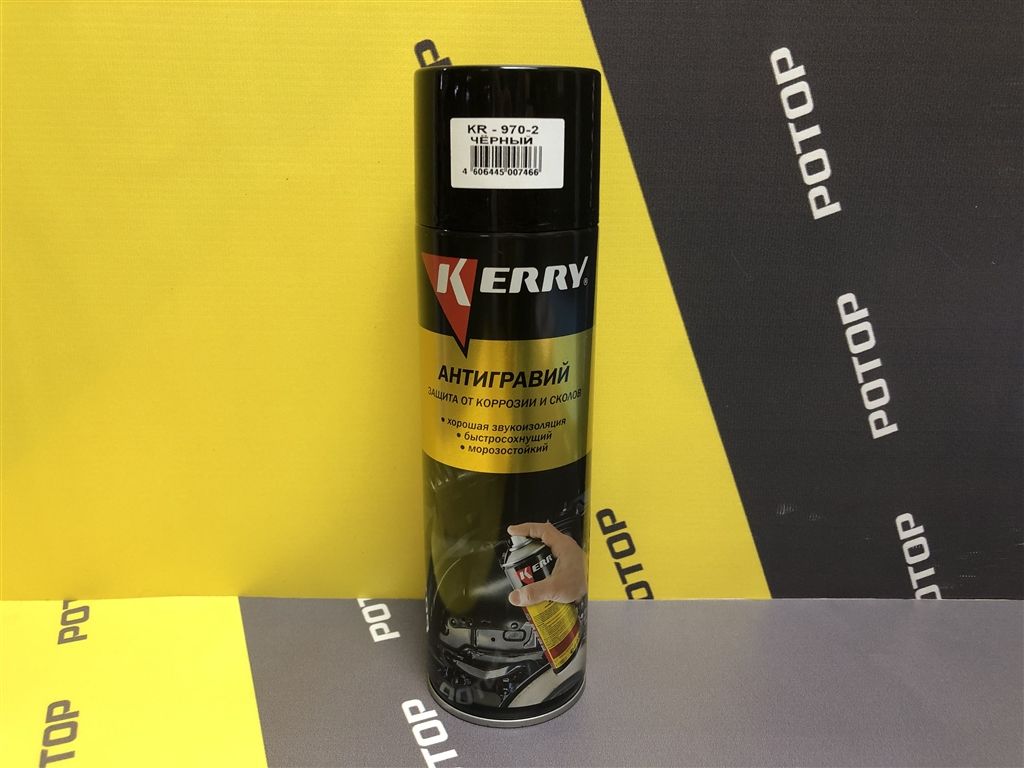 KR - 970-2
ЧЁРНЫЙ
4 606445 007466
KERRY®
АНТИГРАВИЙ
ЗАЩИТА ОТ КОРРОЗИИ И СКОЛОВ
• хорошая звукоизоляция
• быстросохнущий
• морозостойкий
KERRY
РОТОР
РОТОР
РОТОР
РОТОР
РОТОР
РОТОР
РОТОР